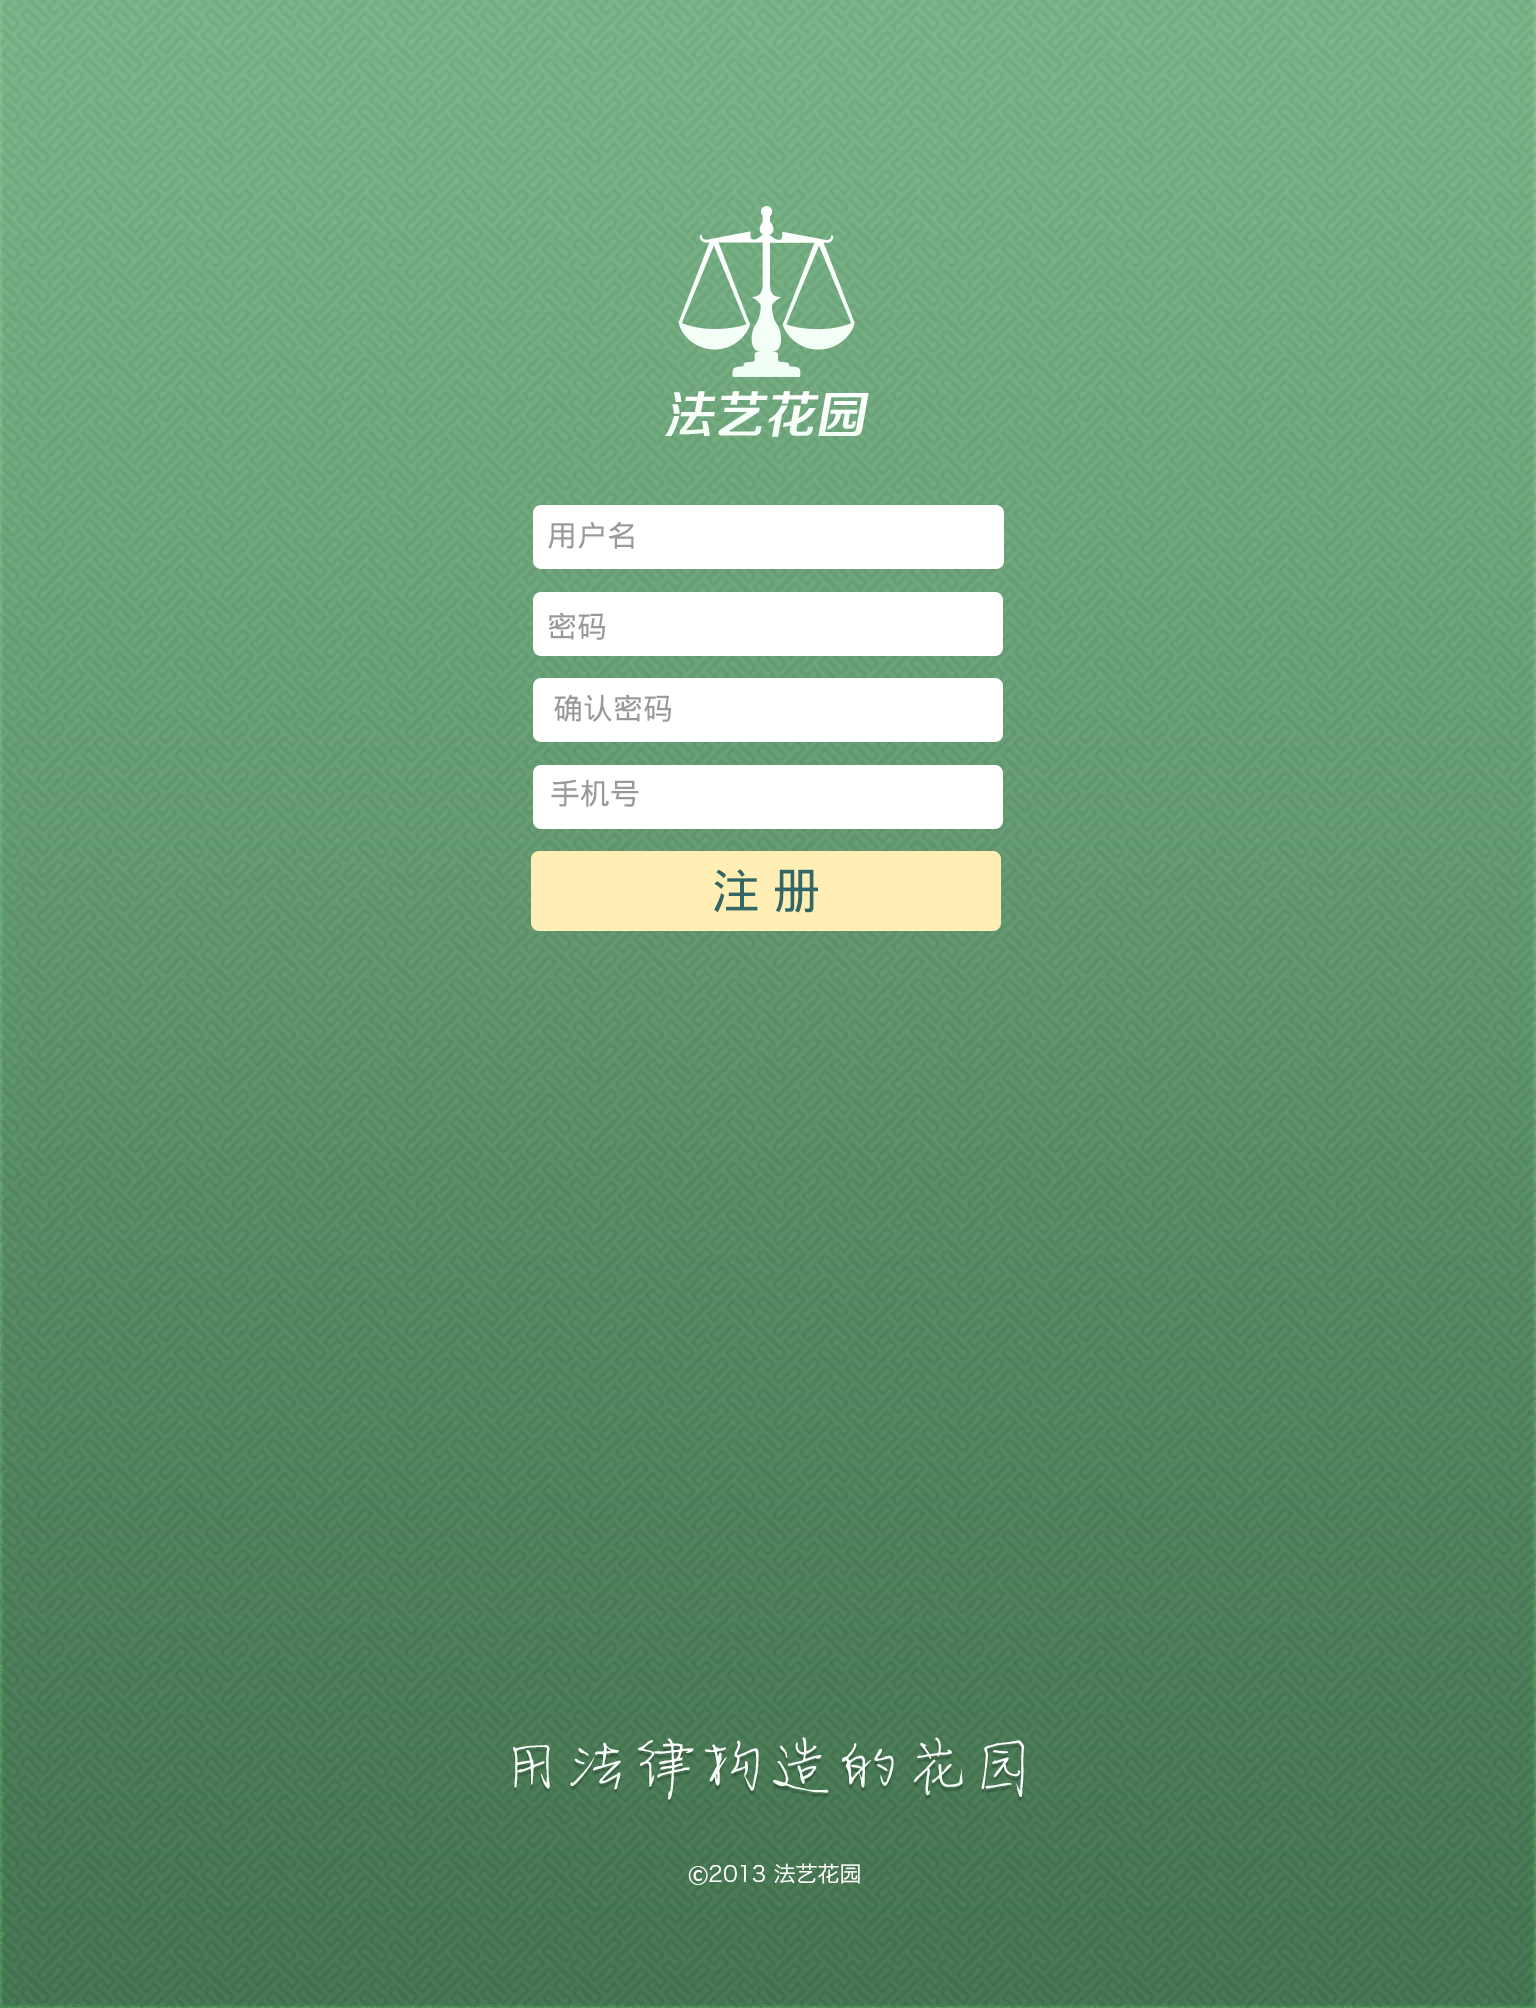 法艺花园
用户名
密码
确认密码
手机号
注 册
用法律构造的花园
©2013 法艺花园